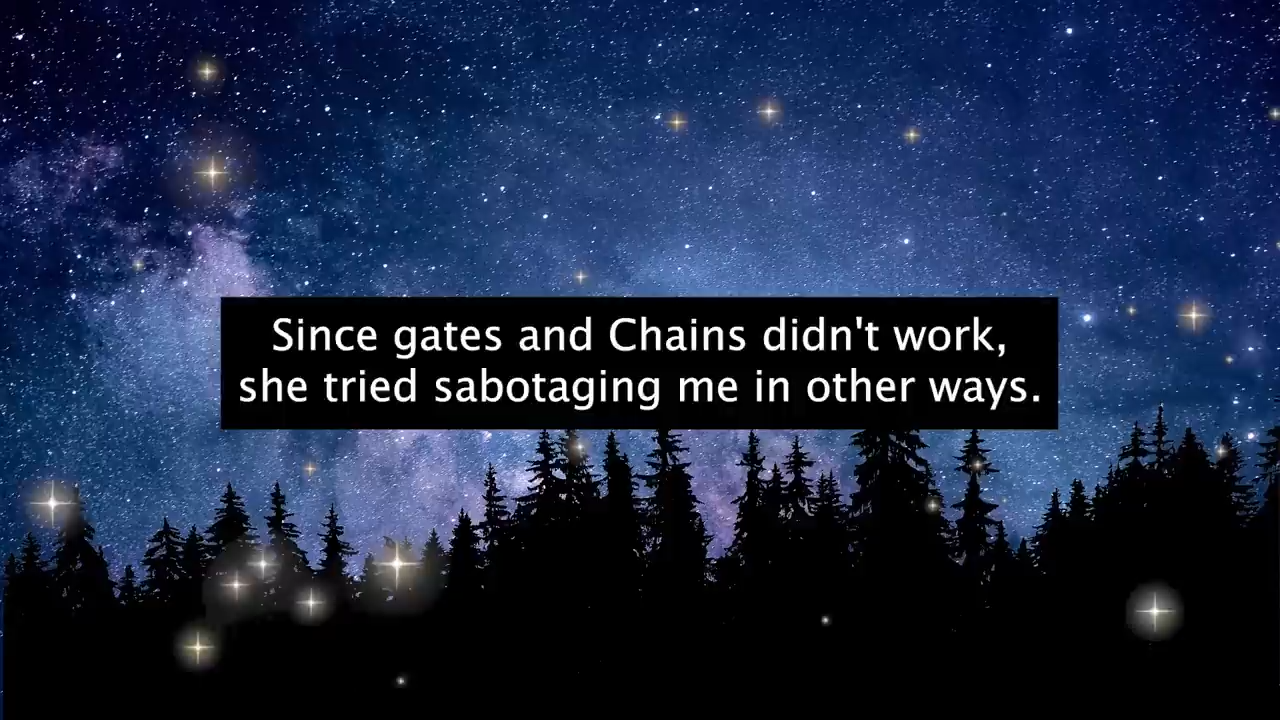 Since gates and Chains didn't work,
she tried sabotaging me in other ways.